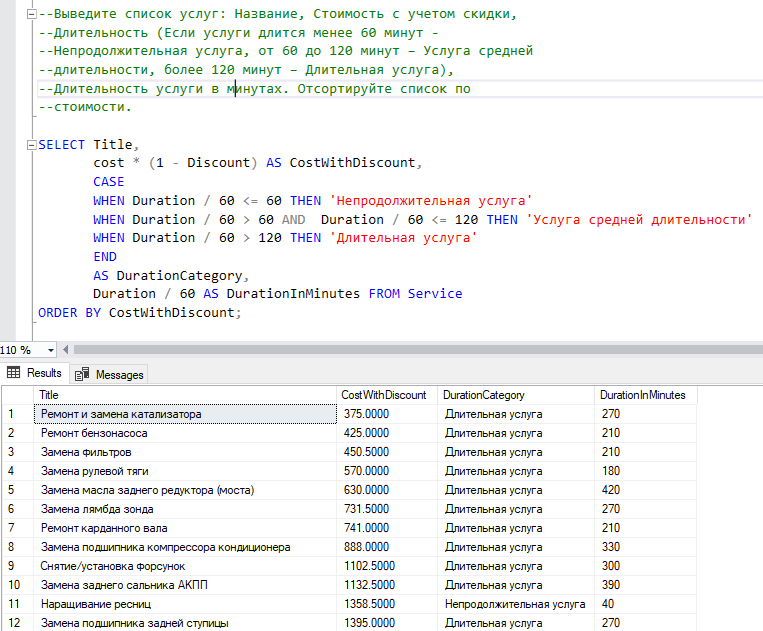 --Выведите список услуг: Название, Стоимость с учетом скидки,
--Длительность (Если услуги длится менее 60 минут -
--Непродолжительная услуга, от 60 до 120 минут – Услуга средней
--длительности, более 120 минут – Длительная услуга),
--Длительность услуги в минутах. Отсортируйте список по
--стоимости.
SELECT Title,
cost * (1 - Discount) AS CostWithDiscount,
CASE
WHEN Duration / 60 <= 60 THEN 'Непродолжительная услуга'
WHEN Duration / 60 > 60 AND  Duration / 60 <= 120 THEN 'Услуга средней длительности'
WHEN Duration / 60 > 120 THEN 'Длительная услуга'
END
AS DurationCategory,
Duration / 60 AS DurationInMinutes FROM Service
ORDER BY CostWithDiscount;
110 %
Results Messages
Title CostWithDiscount DurationCategory DurationInMinutes
1 Ремонт и замена катализатора 375.0000 Длительная услуга 270
2 Ремонт бензонасоса 425.0000 Длительная услуга 210
3 Замена фильтров 450.5000 Длительная услуга 210
4 Замена рулевой тяги 570.0000 Длительная услуга 180
5 Замена масла заднего редуктора (моста) 630.0000 Длительная услуга 420
6 Замена лямбда зонда 731.5000 Длительная услуга 270
7 Ремонт карданного вала 741.0000 Длительная услуга 210
8 Замена подшипника компрессора кондиционера 888.0000 Длительная услуга 330
9 Снятие/установка форсунок 1102.5000 Длительная услуга 300
10 Замена заднего сальника АКПП 1132.5000 Длительная услуга 390
11 Наращивание ресниц 1358.5000 Непродолжительная услуга 40
12 Замена подшипника задней ступицы 1395.0000 Длительная услуга 270